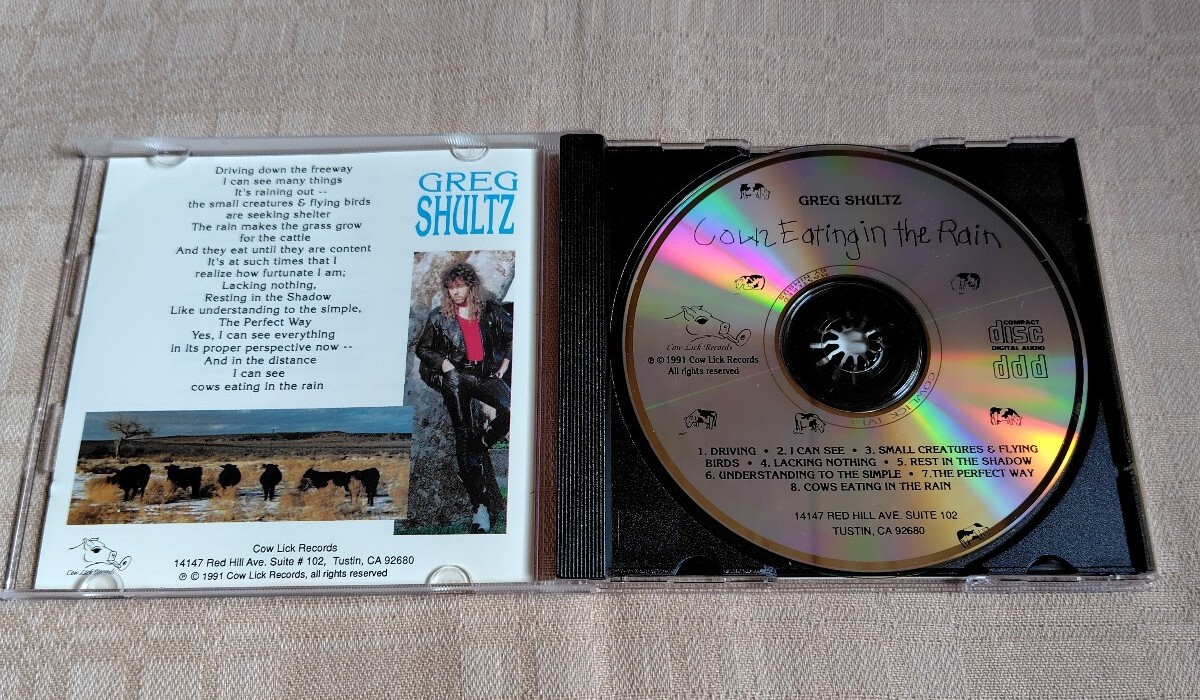 Driving down the freeway
I can see many things
It's raining out --
the small creatures & flying birds
are seeking shelter
The rain makes the grass grow
for the cattle
And they eat until they are content
It's at such times that I
realize how furtunate I am;
Lacking nothing,
Resting in the Shadow
Like understanding to the simple,
The Perfect Way
Yes, I can see everything
in its proper perspective now --
And in the distance
I can see
cows eating in the rain
GREG
SHULTZ
Cow Lick Records
Cow Lick Records
14147 Red Hill Ave. Suite # 102, Tustin, CA 92680
℗ © 1991 Cow Lick Records, all rights reserved
GREG SHULTZ
Cows Eating in the Rain
Cow Lick Records
℗ © 1991 Cow Lick Records
All rights reserved
COMPACT
disc
DIGITAL AUDIO
ddd
1. DRIVING • 2. I CAN SEE • 3. SMALL CREATURES & FLYING
BIRDS • 4. LACKING NOTHING • 5. REST IN THE SHADOW
6. UNDERSTANDING TO THE SIMPLE • 7. THE PERFECT WAY
8. COWS EATING IN THE RAIN
14147 RED HILL AVE. SUITE 102
TUSTIN, CA 92680